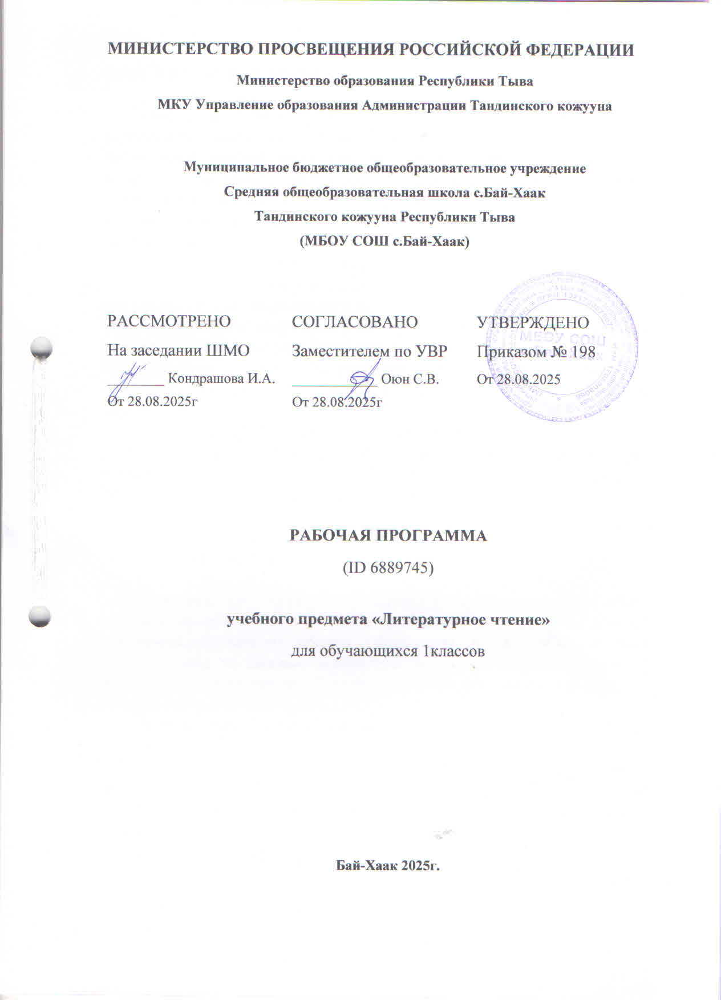 МИНИСТЕРСТВО ПРОСВЕЩЕНИЯ РОССИЙСКОЙ ФЕДЕРАЦИИ
Министерство образования Республики Тыва
МКУ Управление образования Администрации Тандинского кожууна
Муниципальное бюджетное общеобразовательное учреждение
Средняя общеобразовательная школа с.Бай-Хаак
Тандинского кожууна Республики Тыва
(МБОУ СОШ с.Бай-Хаак)
РАССМОТРЕНО
На заседании ШМО
________ Кондрашова И.А.
От 28.08.2025г
СОГЛАСОВАНО
Заместителем по УВР
____________ Оюн С.В.
От 28.08.2025г
УТВЕРЖДЕНО
Приказом № 198
От 28.08.2025
МБОУ СОШ
РАБОЧАЯ ПРОГРАММА
(ID 6889745)
учебного предмета «Литературное чтение»
для обучающихся 1классов
Бай-Хаак 2025г.